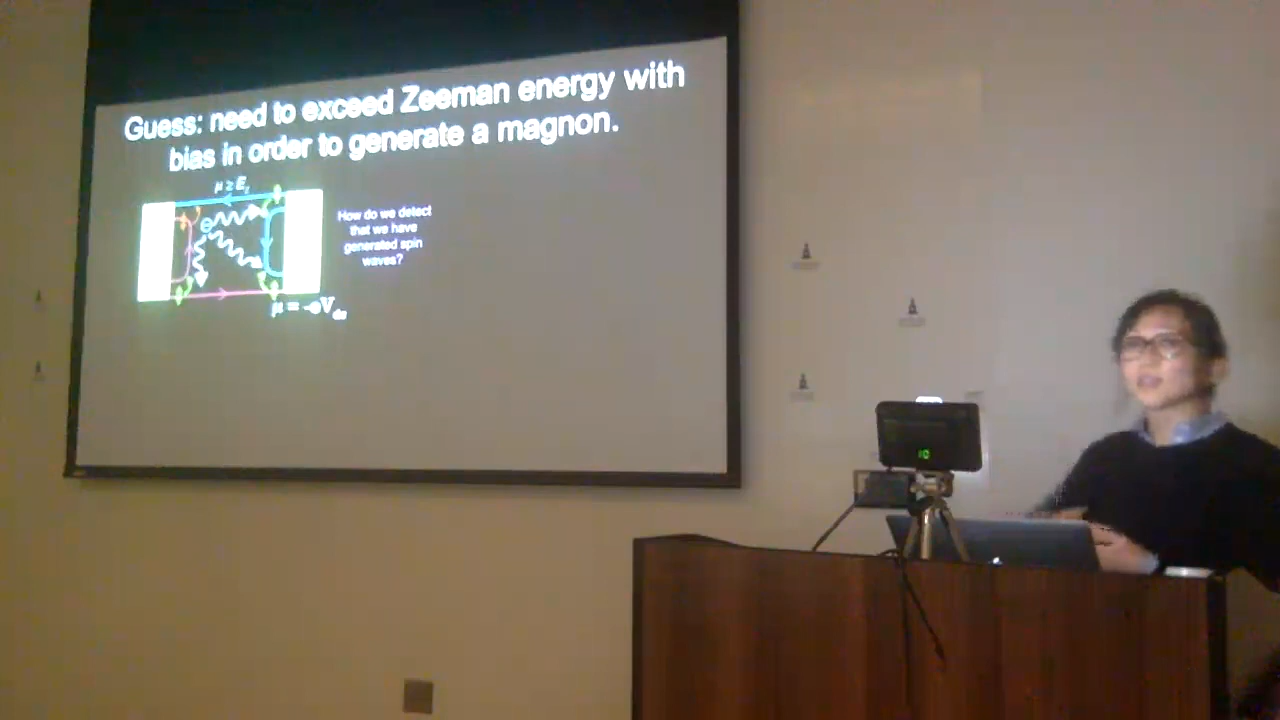 Guess: need to exceed Zeeman energy with
bias in order to generate a magnon.
μ ≥ E
How do we detect
that we have
generated spin
waves?
μ = -eV
10